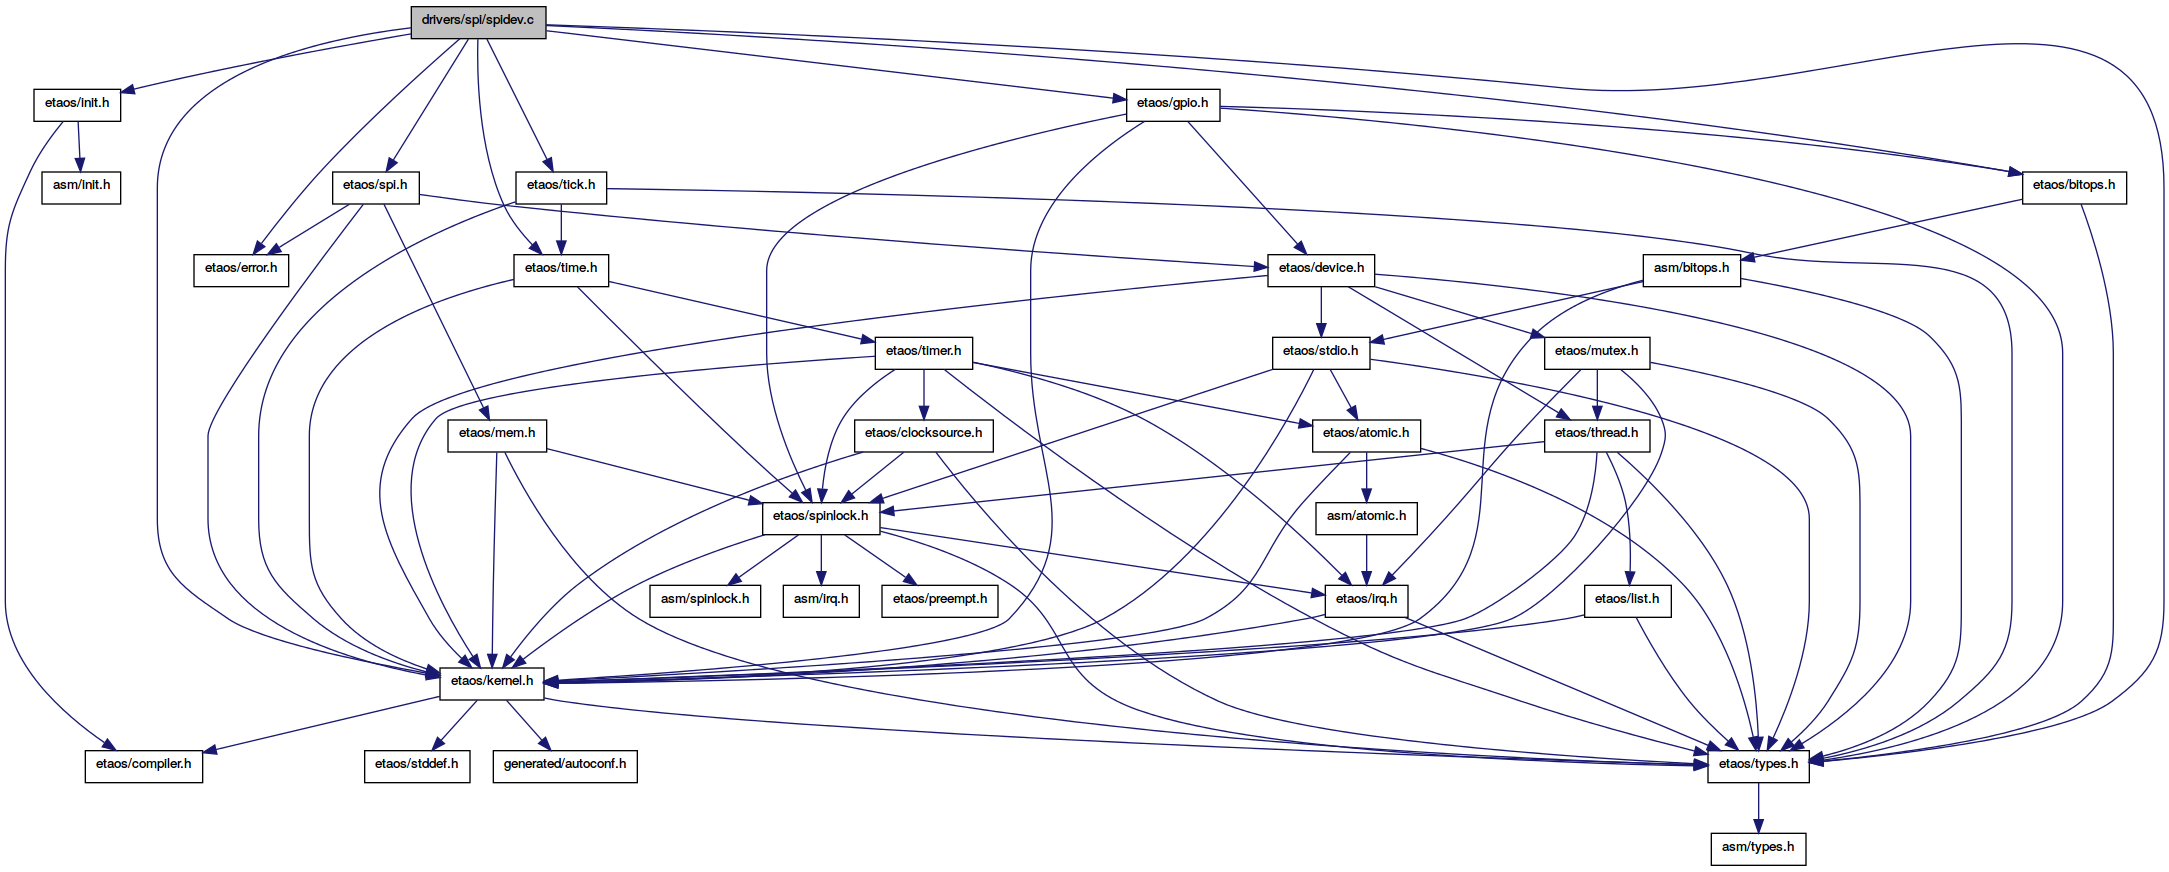 drivers/spi/spidev.c
etaos/init.h
etaos/gpio.h
asm/init.h
etaos/spi.h
etaos/tick.h
etaos/bitops.h
etaos/error.h
etaos/time.h
etaos/device.h
asm/bitops.h
etaos/timer.h
etaos/stdio.h
etaos/mutex.h
etaos/mem.h
etaos/clocksource.h
etaos/atomic.h
etaos/thread.h
etaos/spinlock.h
asm/atomic.h
asm/spinlock.h
asm/irq.h
etaos/preempt.h
etaos/irq.h
etaos/list.h
etaos/kernel.h
etaos/compiler.h
etaos/stddef.h
generated/autoconf.h
etaos/types.h
asm/types.h